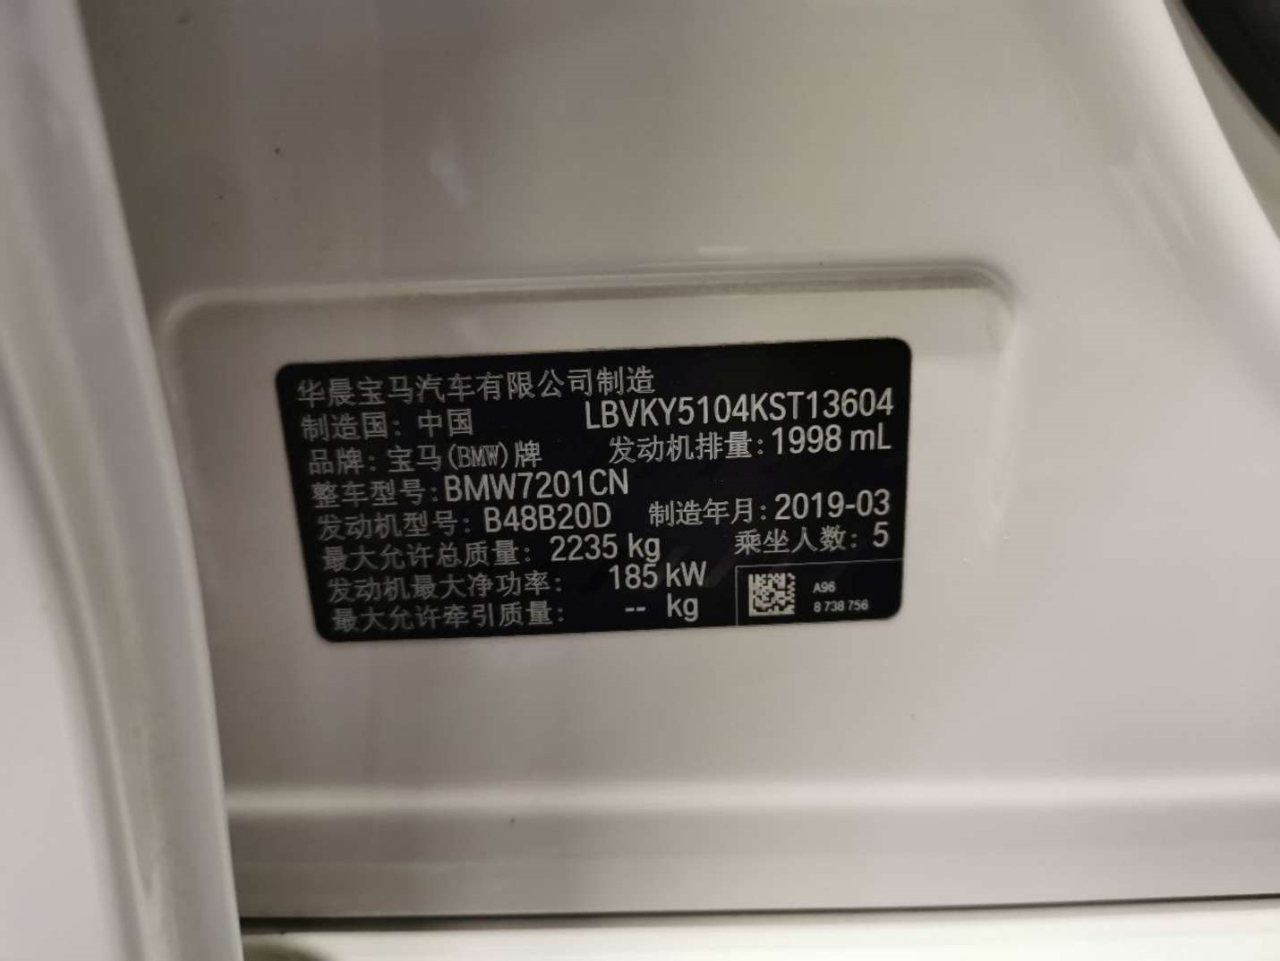 华晨宝马汽车有限公司制造
制造国：中国 LBVKY5104KST13604
品牌：宝马(BMW)牌 发动机排量：1998 mL
整车型号：BMW7201CN
发动机型号：B48B20D 制造年月：2019-03
最大允许总质量：2235 kg 乘坐人数：5
发动机最大净功率：185 kW
最大允许牵引质量：-- kg
A96
8 738 756